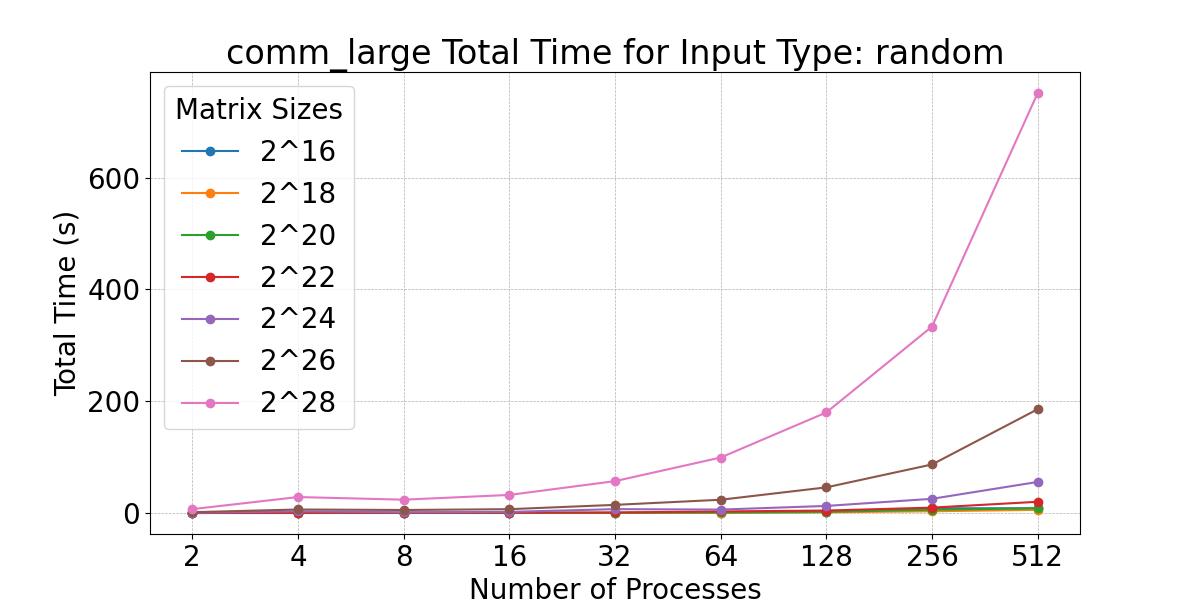 comm_large Total Time for Input Type: random
Matrix Sizes
2^16
2^18
2^20
2^22
2^24
2^26
2^28
Total Time (s)
600
400
200
0
2 4 8 16 32 64 128 256 512
Number of Processes